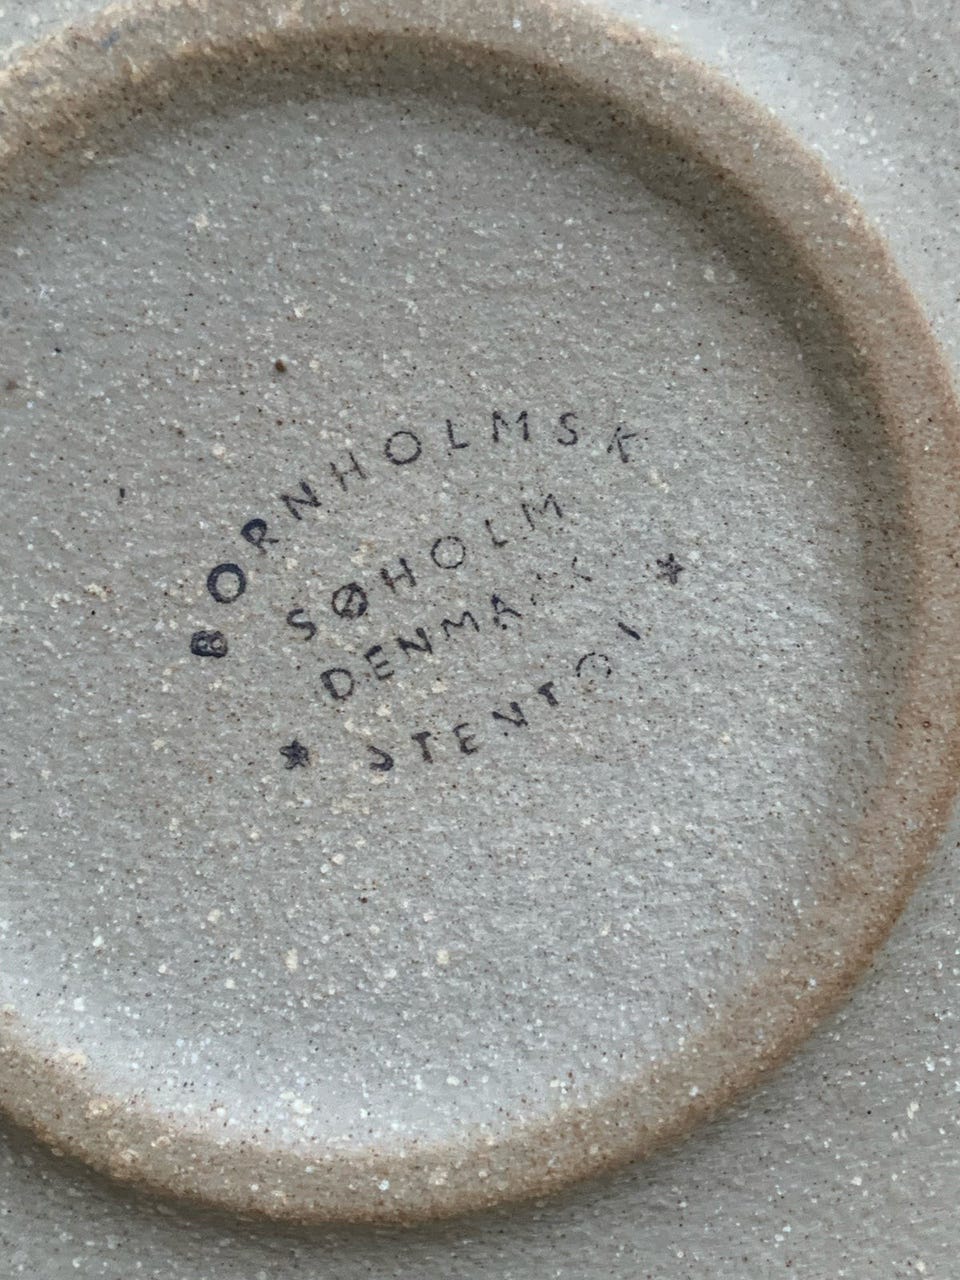 BORNHOLMSK
SØHOLM
DENMARK
* STENTØJ *